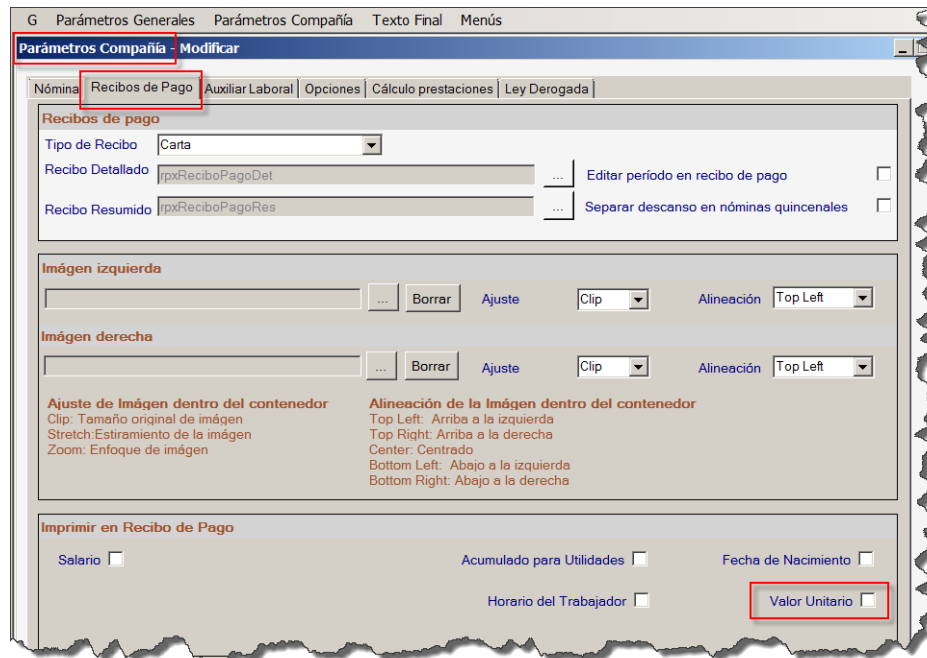 G Parámetros Generales Parámetros Compañía Texto Final Menús
Parámetros Compañía - Modificar
Nómina Recibos de Pago Auxiliar Laboral Opciones Cálculo prestaciones Ley Derogada
Recibos de pago
Tipo de Recibo Carta
Recibo Detallado rpxReciboPagoDet ... Editar período en recibo de pago
Recibo Resumido rpxReciboPagoRes ... Separar descanso en nóminas quincenales
Imágen izquierda
... Borrar Ajuste Clip Alineación Top Left
Imágen derecha
... Borrar Ajuste Clip Alineación Top Left
Ajuste de Imágen dentro del contenedor Alineación de la Imágen dentro del contenedor
Clip: Tamaño original de imágen Top Left: Arriba a la izquierda
Stretch:Estiramiento de la imágen Top Right: Arriba a la derecha
Zoom: Enfoque de imágen Center: Centrado
Bottom Left: Abajo a la izquierda
Bottom Right: Abajo a la derecha
Imprimir en Recibo de Pago
Salario Acumulado para Utilidades Fecha de Nacimiento
Horario del Trabajador Valor Unitario